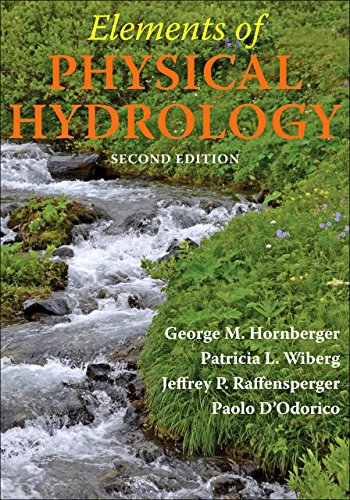 Elements of
PHYSICAL
HYDROLOGY
SECOND EDITION
George M. Hornberger
Patricia L. Wiberg
Jeffrey P. Raffensperger
Paolo D'Odorico